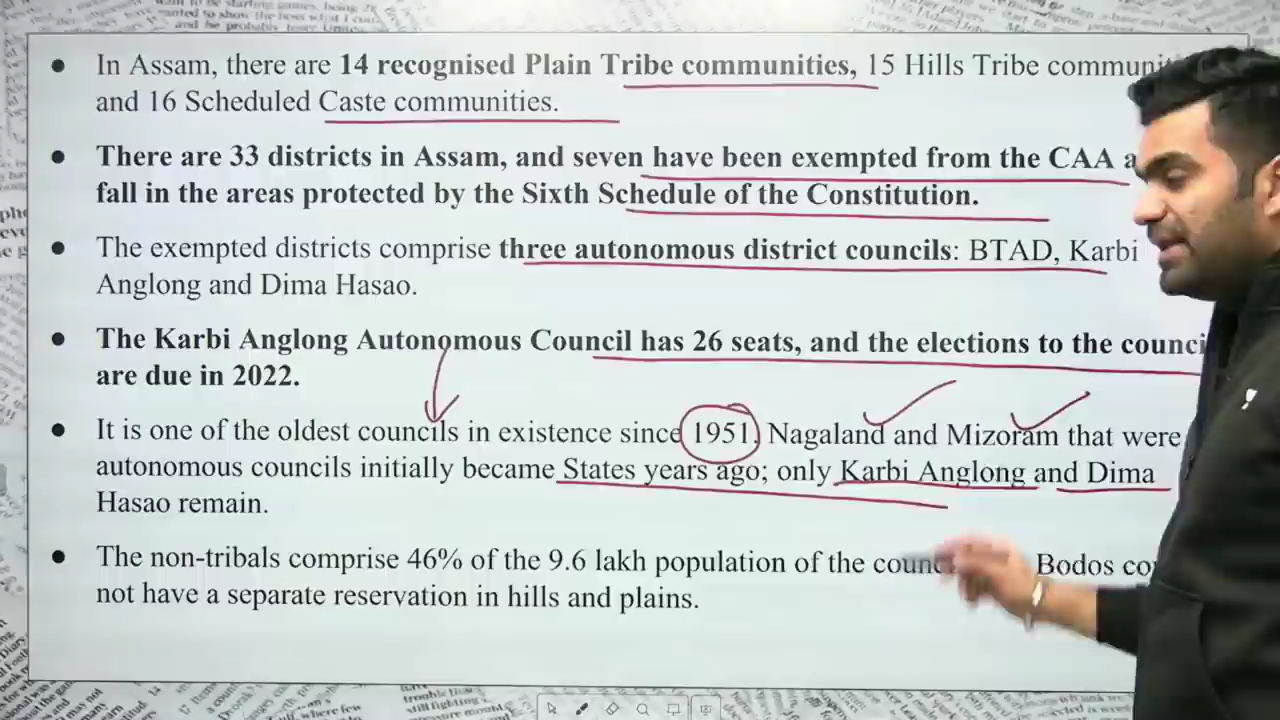 • In Assam, there are 14 recognised Plain Tribe communities, 15 Hills Tribe
and 16 Scheduled Caste communities.
• There are 33 districts in Assam, and seven have been exempted from the CAA
fall in the areas protected by the Sixth Schedule of the Constitution.
• The exempted districts comprise three autonomous district councils: BTAD, Karbi
Anglong and Dima Hasao.
• The Karbi Anglong Autonomous Council has 26 seats, and the elections to the
are due in 2022.
• It is one of the oldest councils in existence since 1951. Nagaland and Mizoram that were
autonomous councils initially became States years ago; only Karbi Anglong and Dima
Hasao remain.
• The non-tribals comprise 46% of the 9.6 lakh population of the Bodos
not have a separate reservation in hills and plains.